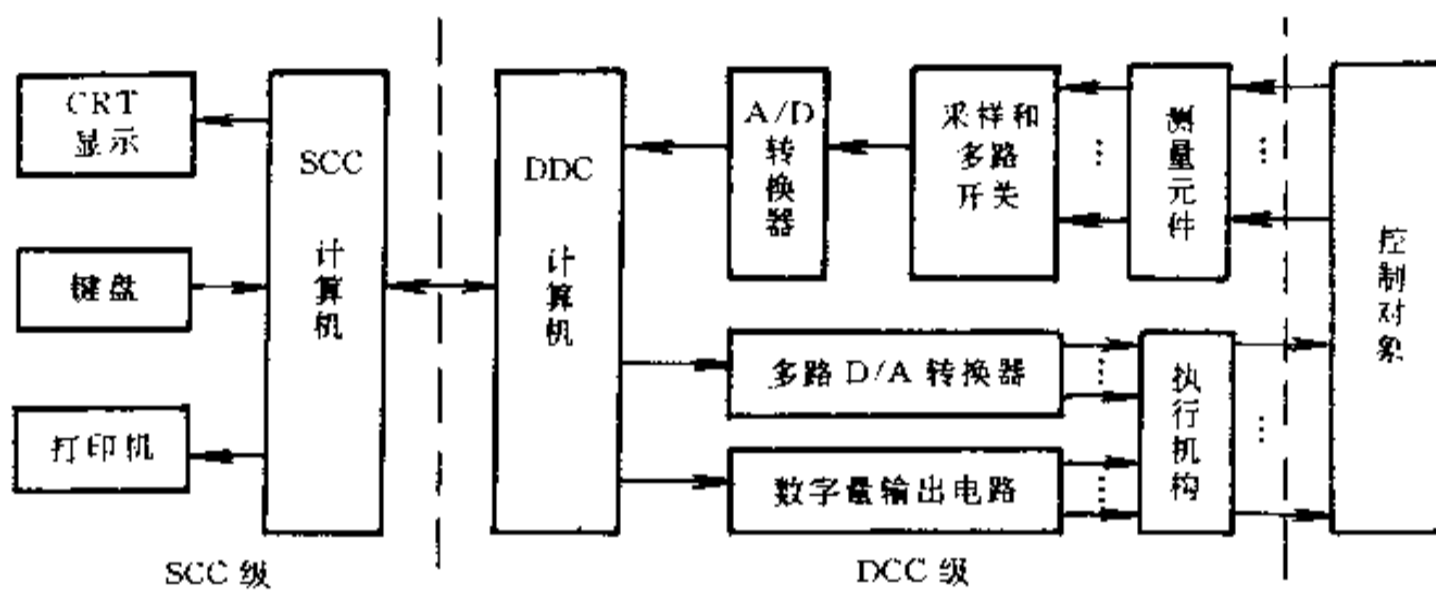 CRT
显示
键盘
打印机
SCC
计算机
DDC
计算机
A/D
转换器
采样和
多路
开关
测量元件
多路 D/A 转换器
数字量输出电路
执行机构
控制对象
SCC 级
DCC 级